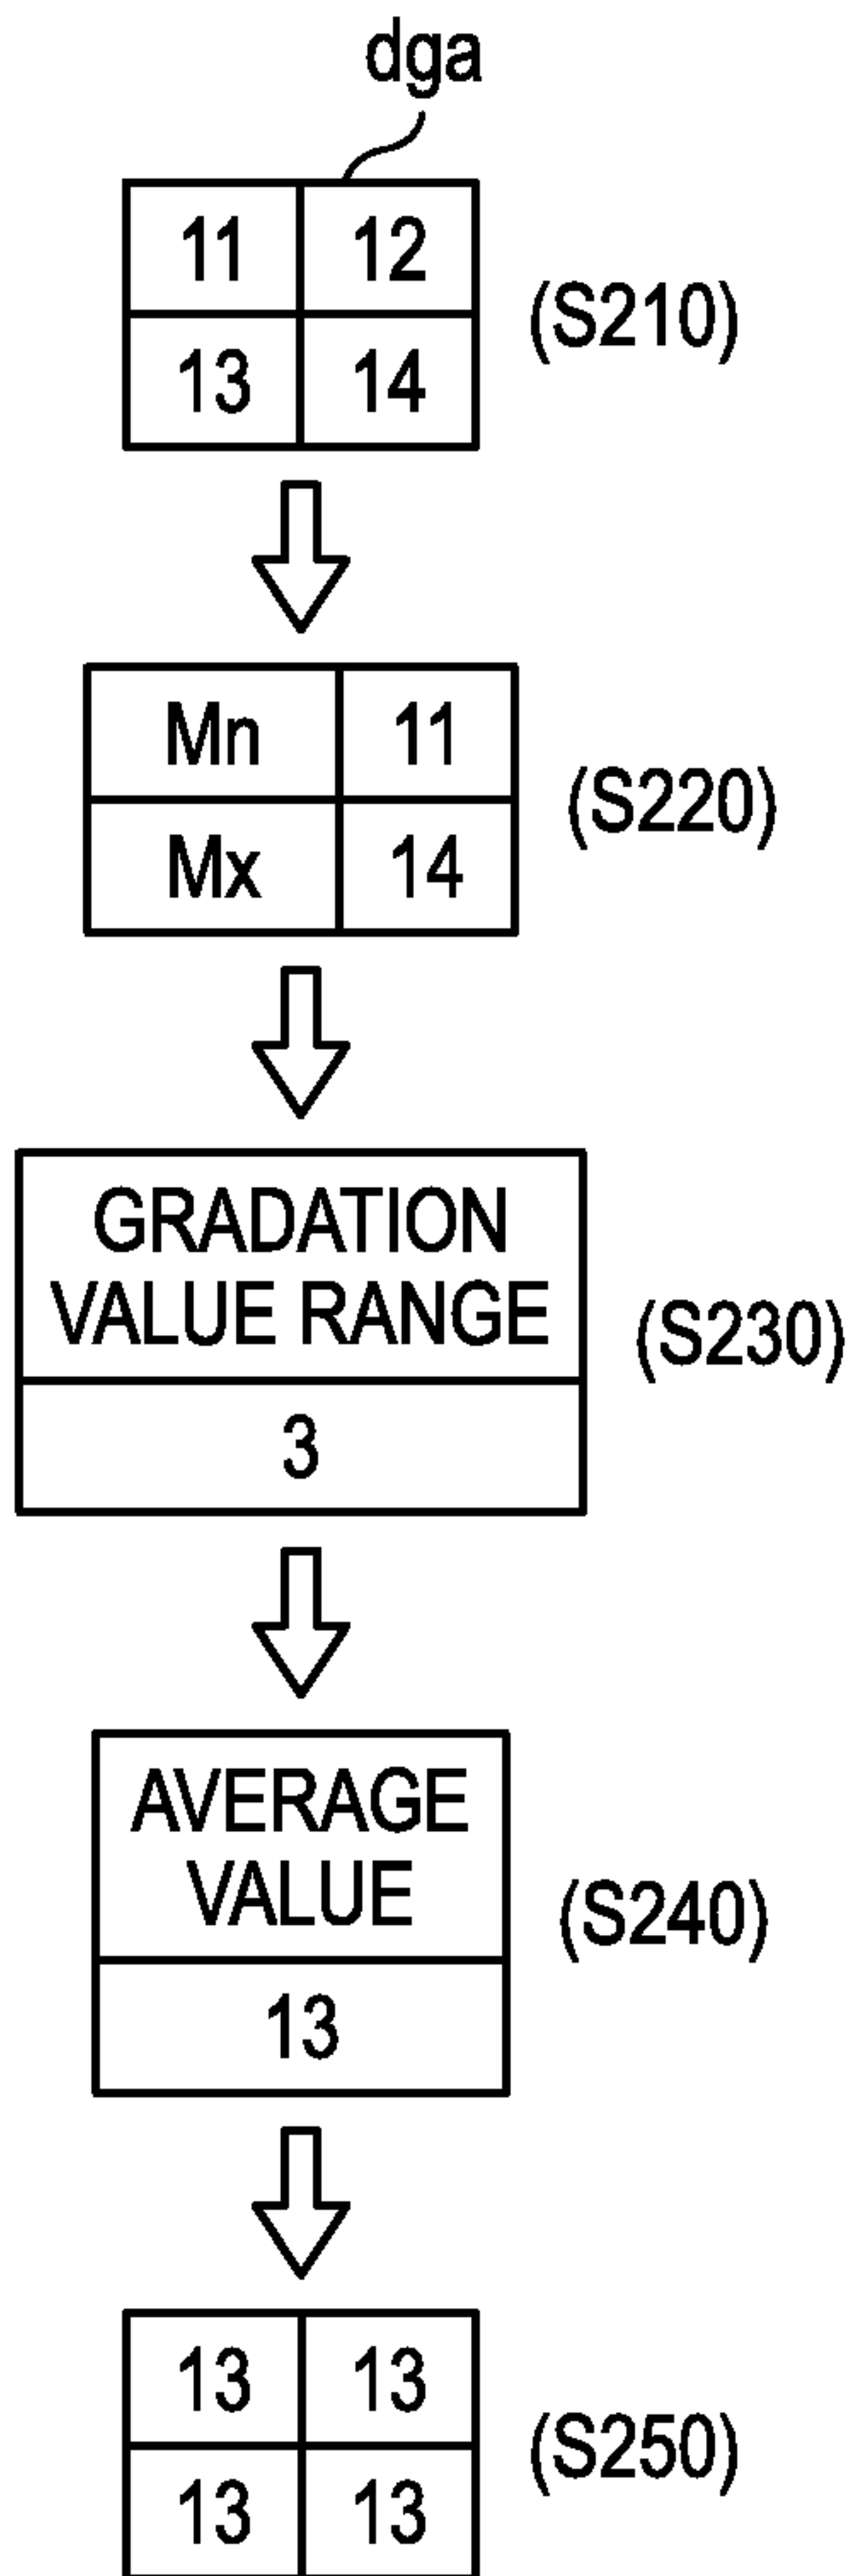 dga
11 12
13 14
(S210)
Mn 11
Mx 14
(S220)
GRADATION
VALUE RANGE
3
(S230)
AVERAGE
VALUE
13
(S240)
13 13
13 13
(S250)